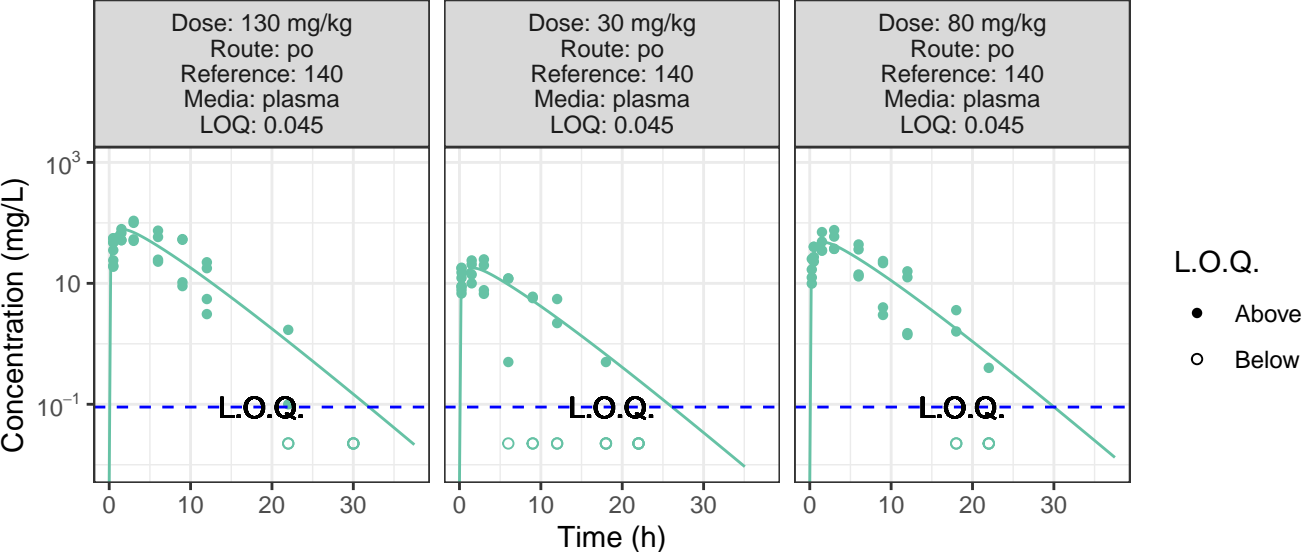 Dose: 130 mg/kg
Route: po
Reference: 140
Media: plasma
LOQ: 0.045
Dose: 30 mg/kg
Route: po
Reference: 140
Media: plasma
LOQ: 0.045
Dose: 80 mg/kg
Route: po
Reference: 140
Media: plasma
LOQ: 0.045
Concentration (mg/L)
10³
10
10⁻¹
L.O.Q.
L.O.Q.
L.O.Q.
0 10 20 30
0 10 20 30
0 10 20 30
Time (h)
L.O.Q.
Above
Below